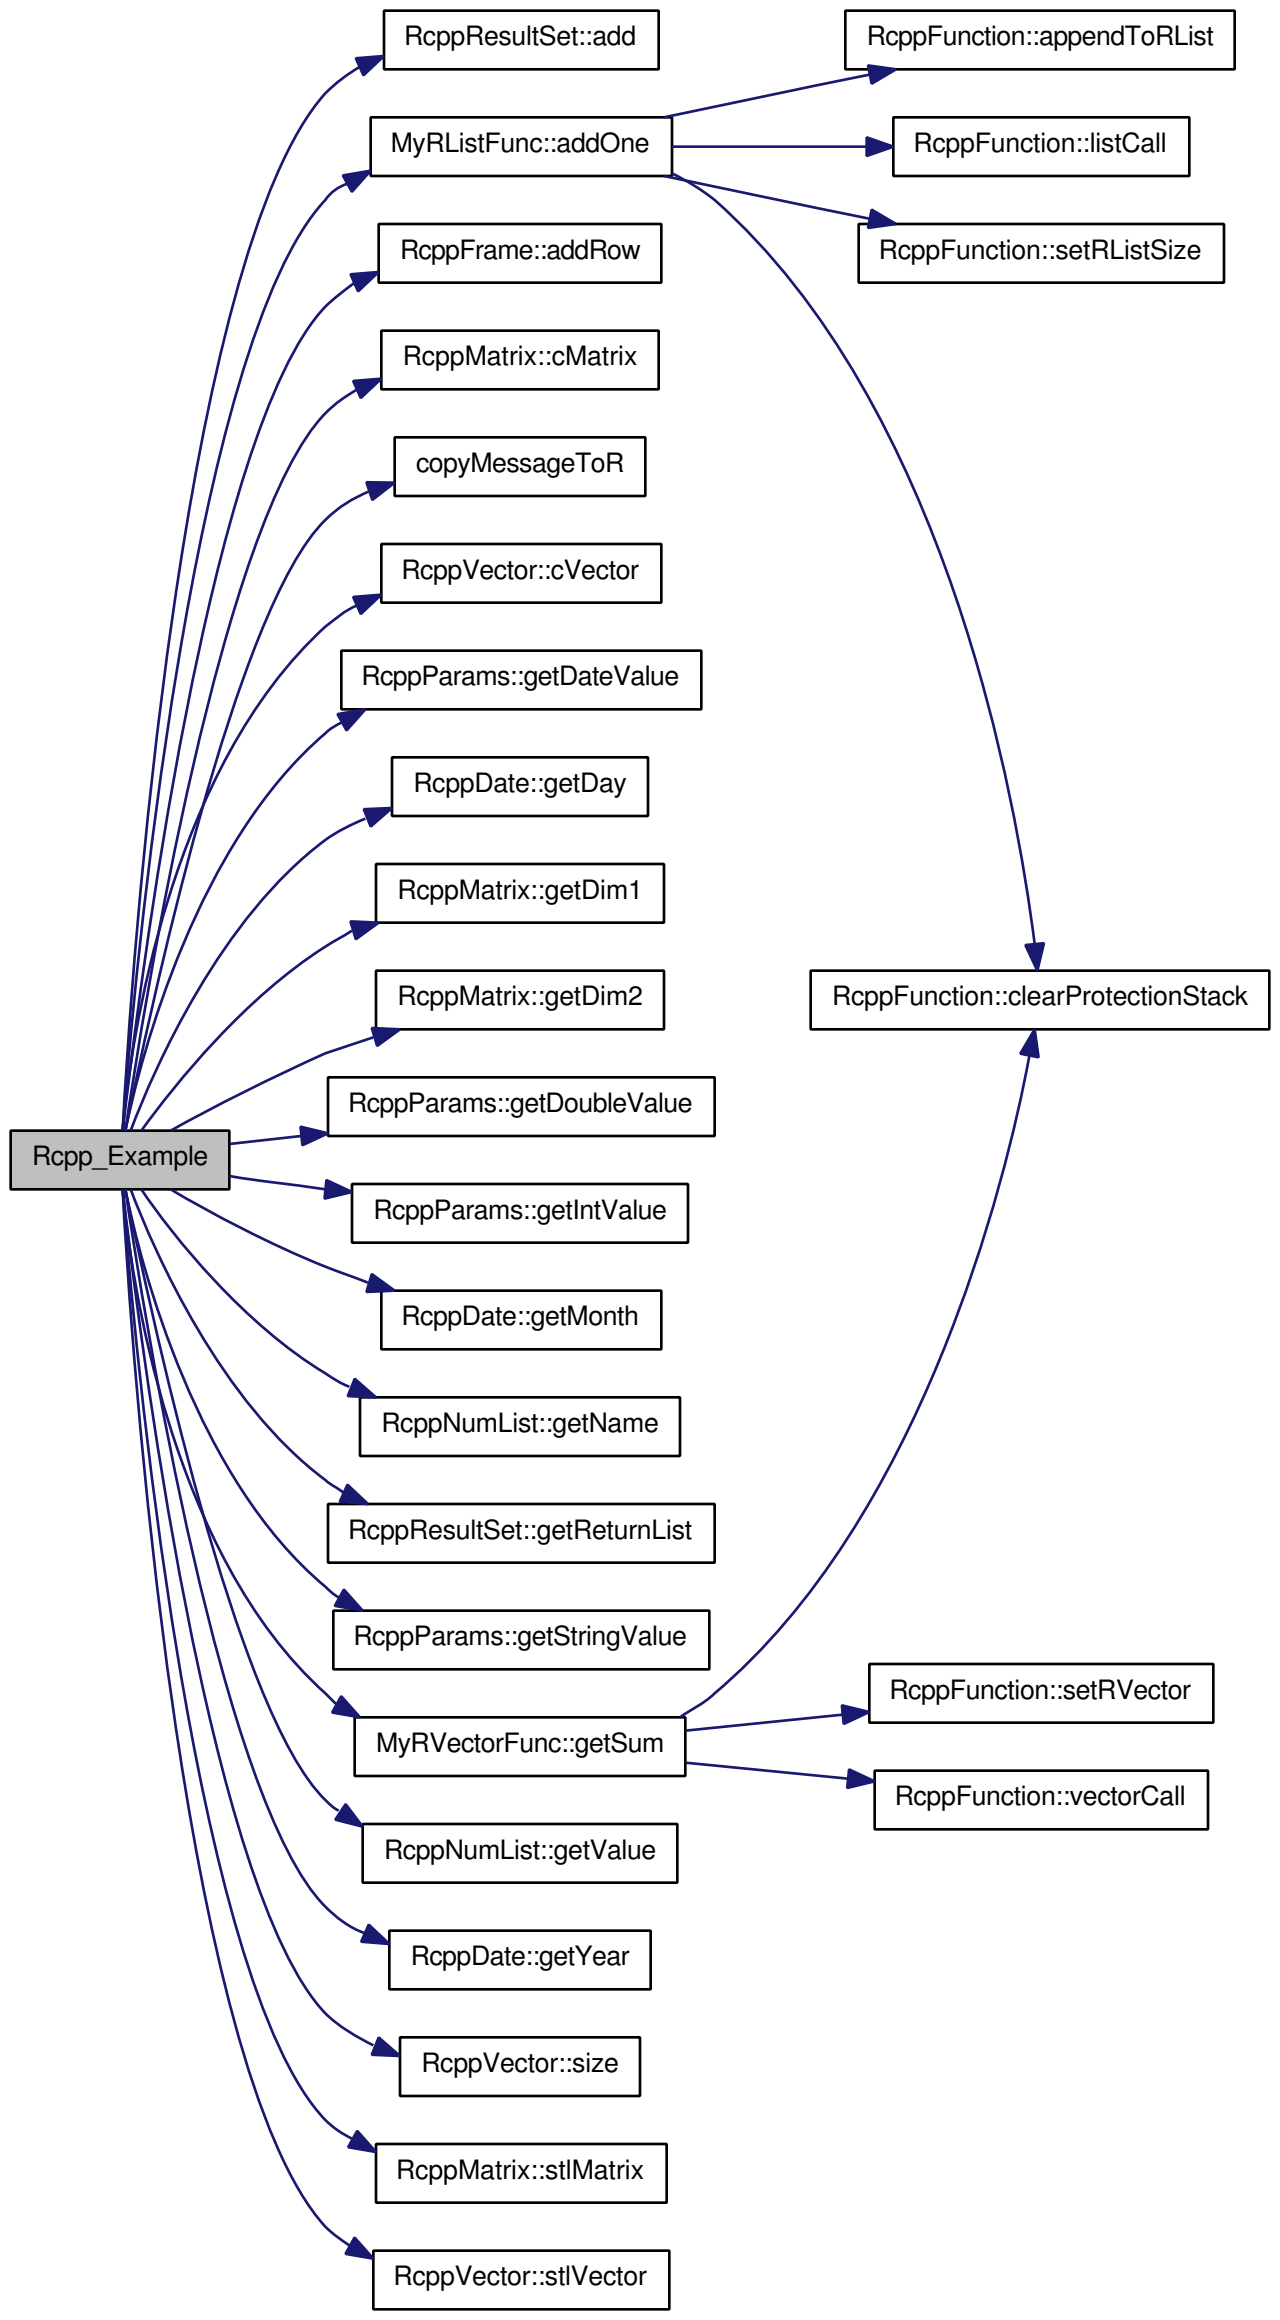 RcppResultSet::add
RcppFunction::appendToRList
MyRListFunc::addOne
RcppFunction::listCall
RcppFrame::addRow
RcppFunction::setRListSize
RcppMatrix::cMatrix
copyMessageToR
RcppVector::cVector
RcppParams::getDateValue
RcppDate::getDay
RcppMatrix::getDim1
RcppMatrix::getDim2
RcppFunction::clearProtectionStack
RcppParams::getDoubleValue
Rcpp_Example
RcppParams::getIntValue
RcppDate::getMonth
RcppNumList::getName
RcppResultSet::getReturnList
RcppParams::getStringValue
RcppFunction::setRVector
MyRVectorFunc::getSum
RcppFunction::vectorCall
RcppNumList::getValue
RcppDate::getYear
RcppVector::size
RcppMatrix::stlMatrix
RcppVector::stlVector